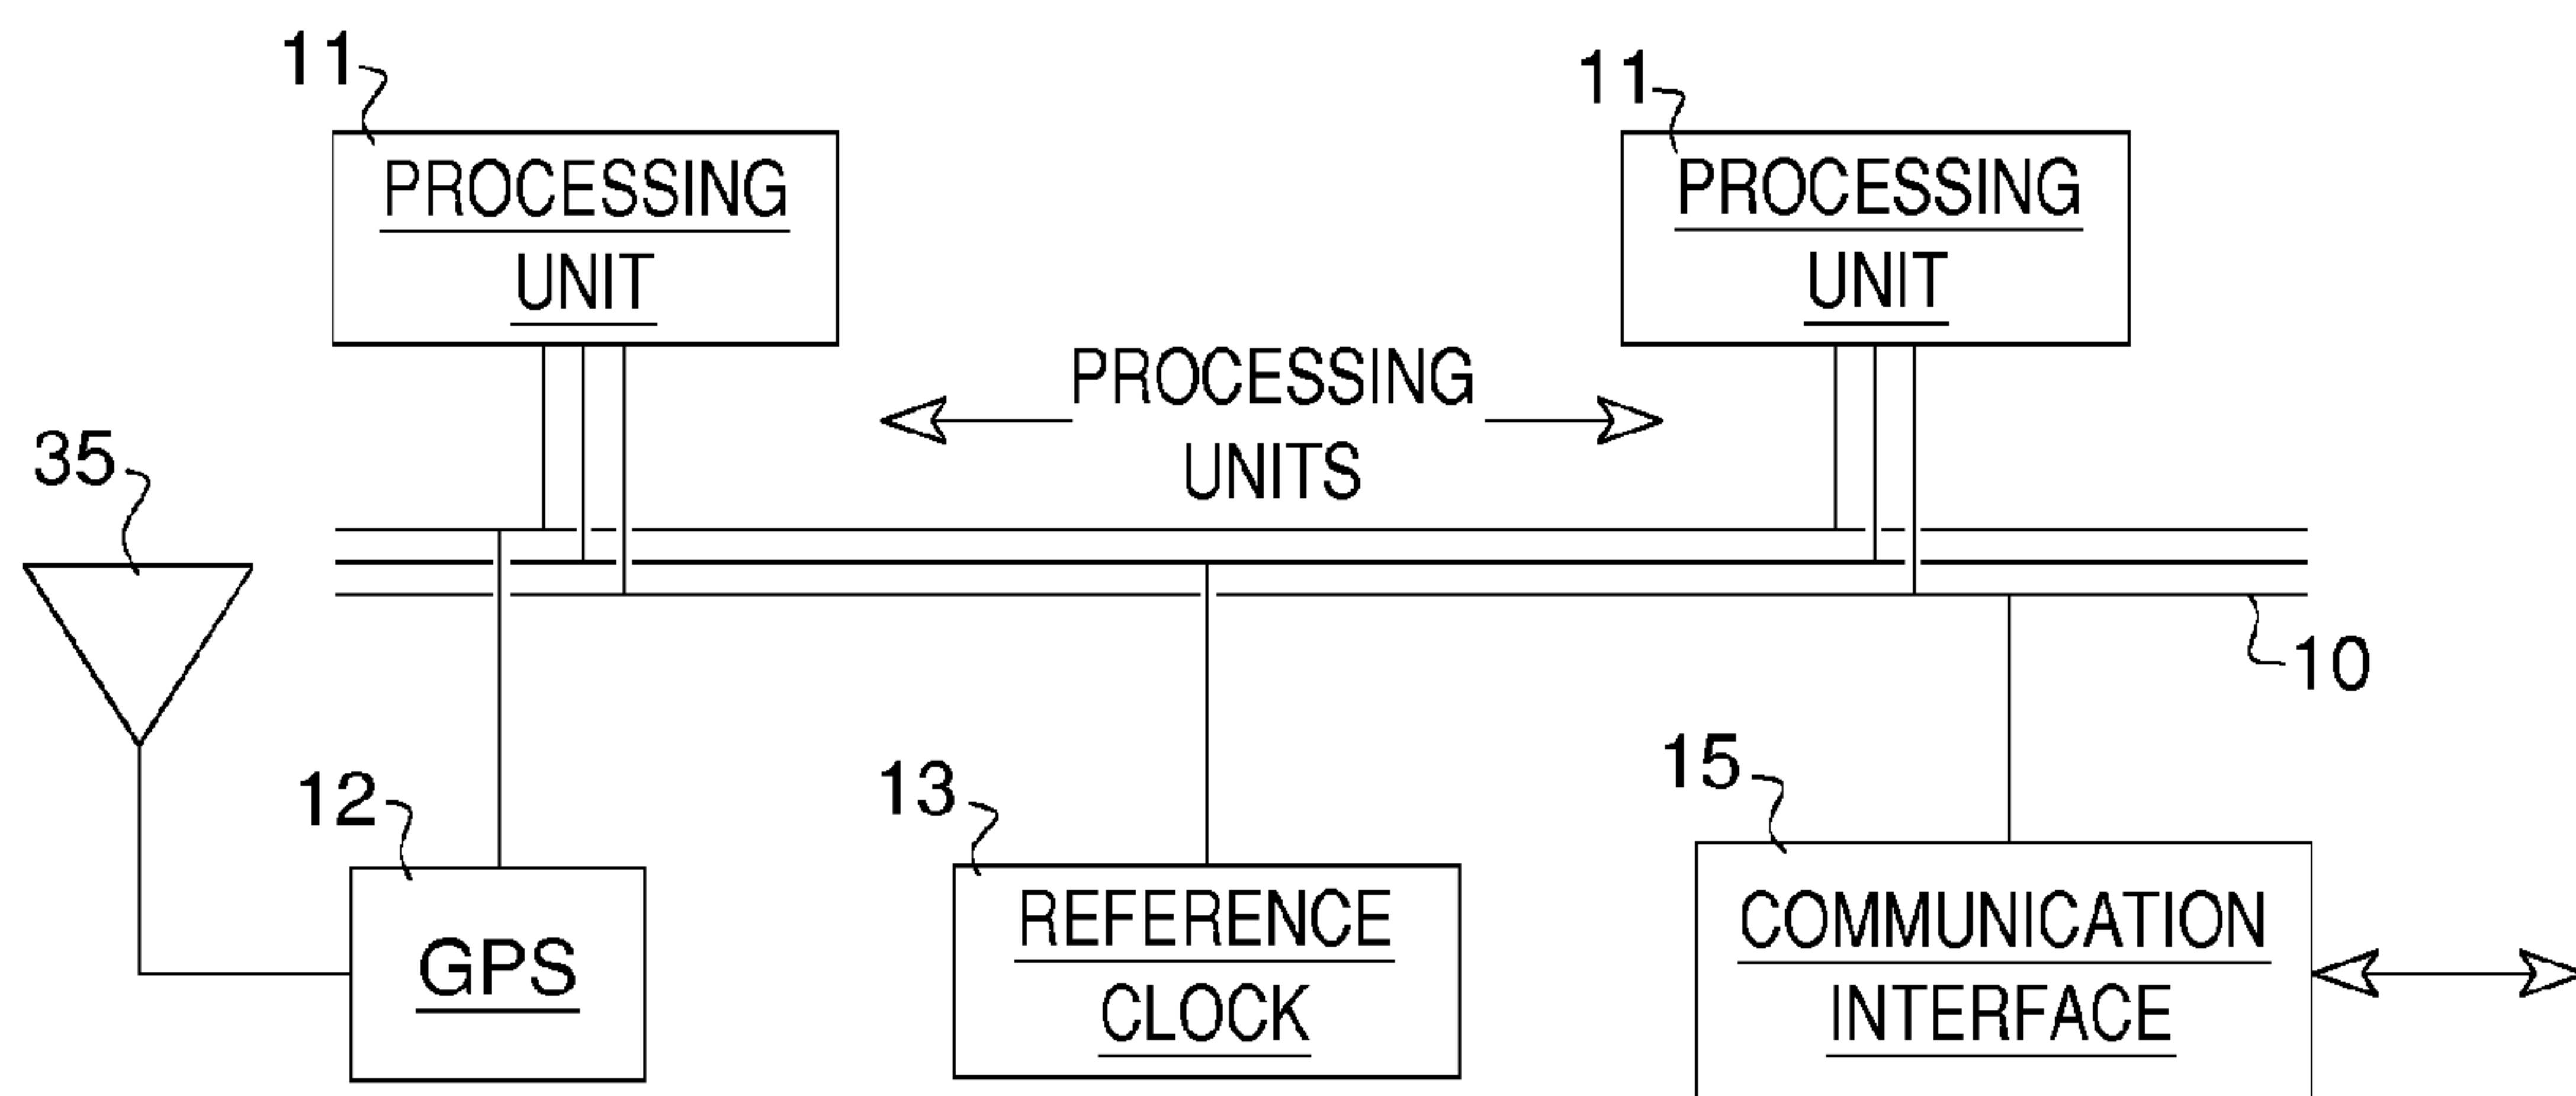 11
11
PROCESSING
UNIT
PROCESSING
UNIT
PROCESSING
UNITS
35
10
12
13
15
GPS
REFERENCE
CLOCK
COMMUNICATION
INTERFACE